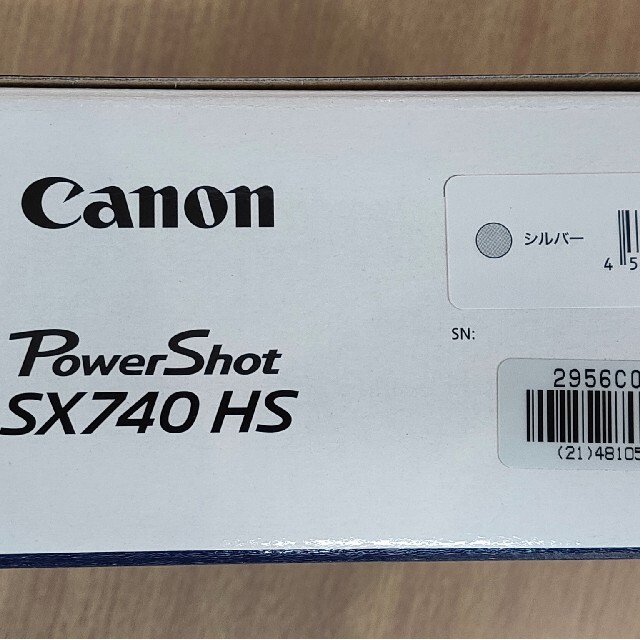 Canon
PowerShot
SX740 HS
シルバー
4 5
SN:
2956C0
(21)48105